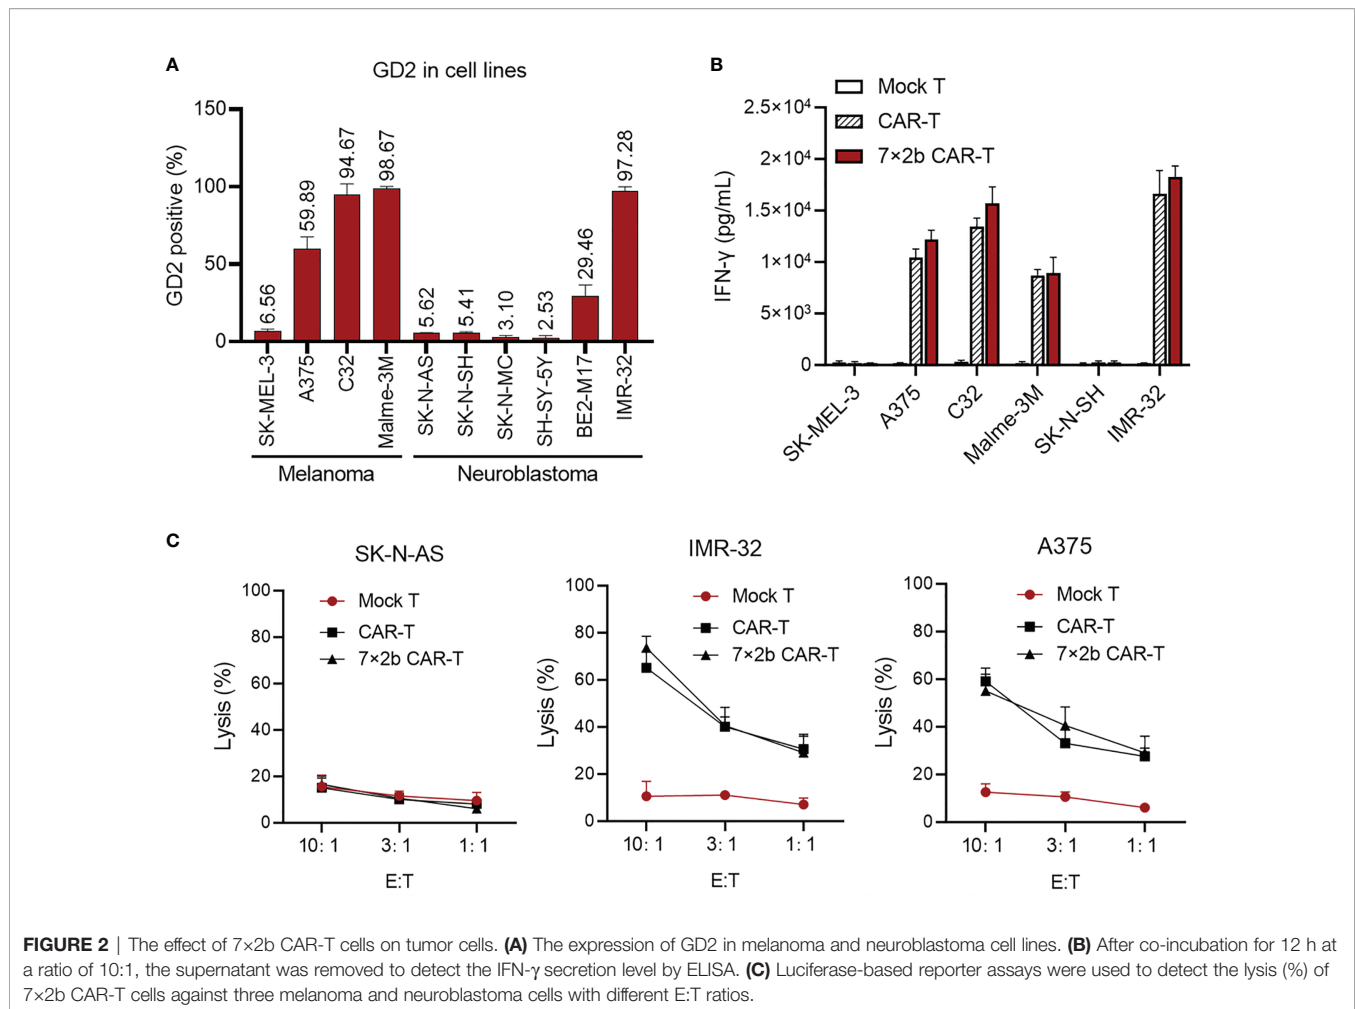 A
GD2 in cell lines
GD2 positive (%)
150
100
50
0
6.56
59.89
94.67
98.67
5.62
5.41
3.10
2.53
29.46
97.28
SK-MEL-3
A375
C32
Malme-3M
SK-N-AS
SK-N-SH
SK-N-MC
SH-SY-5Y
BE2-M17
IMR-32
Melanoma
Neuroblastoma
B
Mock T
CAR-T
7×2b CAR-T
IFN-γ (pg/mL)
2.5×10⁴
2×10⁴
1.5×10⁴
1×10⁴
5×10³
0
SK-MEL-3
A375
C32
Malme-3M
SK-N-SH
IMR-32
C
SK-N-AS
Mock T
CAR-T
7×2b CAR-T
Lysis (%)
100
80
60
40
20
0
10:1
3:1
1:1
E:T
IMR-32
Mock T
CAR-T
7×2b CAR-T
Lysis (%)
100
80
60
40
20
0
10:1
3:1
1:1
E:T
A375
Mock T
CAR-T
7×2b CAR-T
Lysis (%)
100
80
60
40
20
0
10:1
3:1
1:1
E:T
FIGURE 2 | The effect of 7×2b CAR-T cells on tumor cells. (A) The expression of GD2 in melanoma and neuroblastoma cell lines. (B) After co-incubation for 12 h at
a ratio of 10:1, the supernatant was removed to detect the IFN-γ secretion level by ELISA. (C) Luciferase-based reporter assays were used to detect the lysis (%) of
7×2b CAR-T cells against three melanoma and neuroblastoma cells with different E:T ratios.